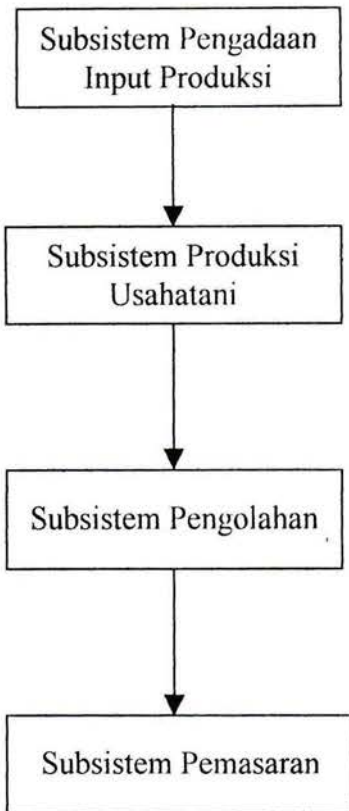 Subsistem Pengadaan
Input Produksi
Subsistem Produksi
Usahatani
Subsistem Pengolahan
Subsistem Pemasaran